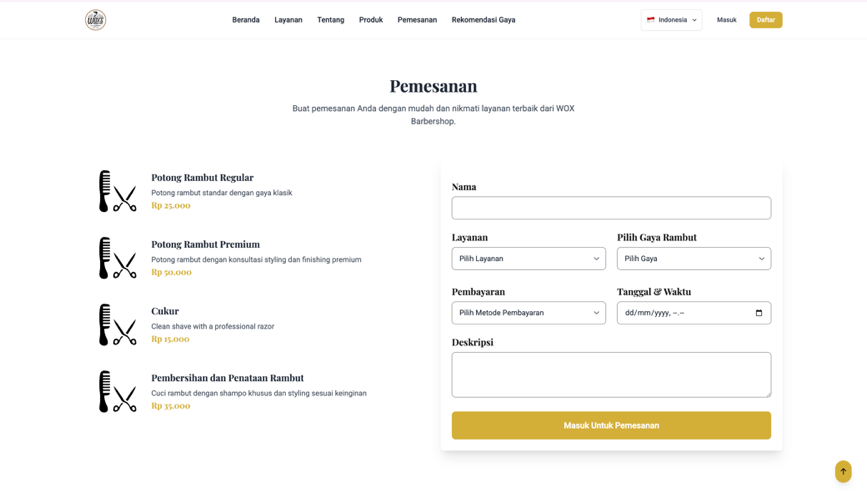 WOX'S
Beranda Layanan Tentang Produk Pemesanan Rekomendasi Gaya
Indonesia Masuk Daftar
Pemesanan
Buat pemesanan Anda dengan mudah dan nikmati layanan terbaik dari WOX
Barbershop.
Potong Rambut Regular
Potong rambut standar dengan gaya klasik
Rp 25.000
Potong Rambut Premium
Potong rambut dengan konsultasi styling dan finishing premium
Rp 50.000
Cukur
Clean shave with a professional razor
Rp 15.000
Pembersihan dan Penataan Rambut
Cuci rambut dengan shampo khusus dan styling sesuai keinginan
Rp 35.000
Nama
Layanan Pilih Gaya Rambut
Pilih Layanan Pilih Gaya
Pembayaran Tanggal & Waktu
Pilih Metode Pembayaran dd/mm/yyyy, --.--
Deskripsi
Masuk Untuk Pemesanan